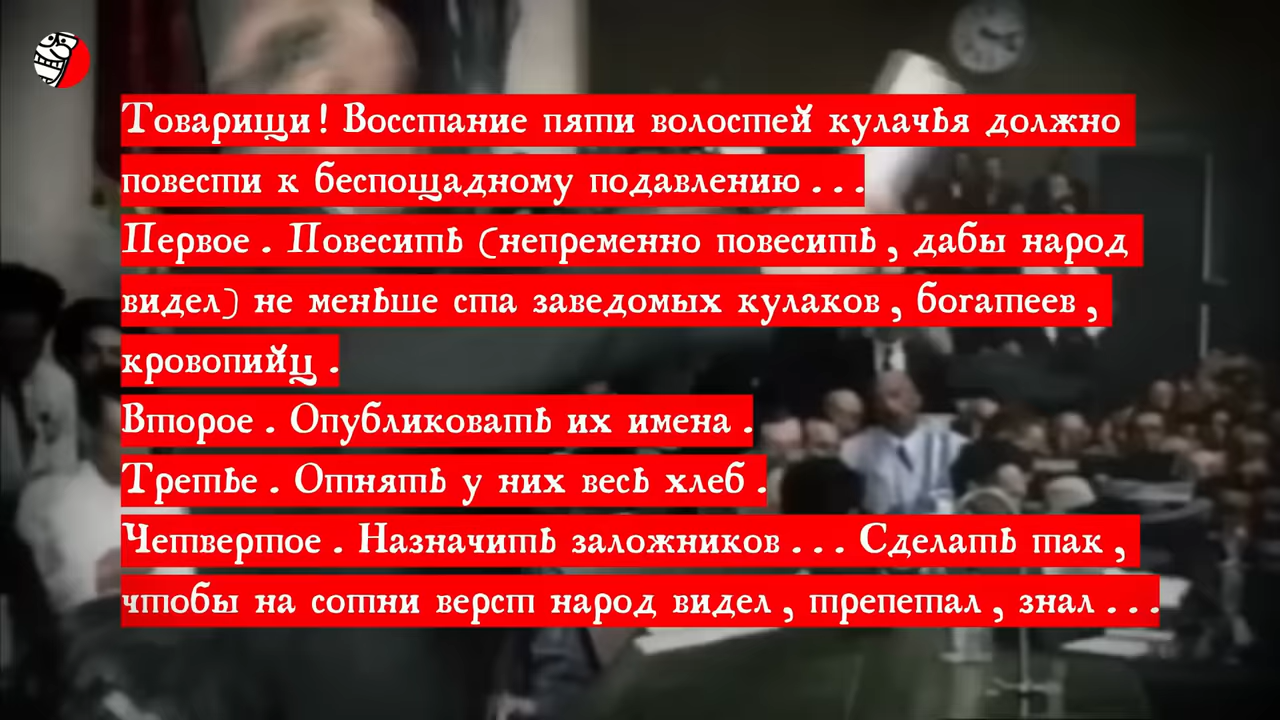 Товарищи! Восстание пяти волостей кулачья должно
повести к беспощадному подавлению...
Первое. Повесить (непременно повесить, дабы народ
видел) не меньше ста заведомых кулаков, богатеев,
кровопийц.
Второе. Опубликовать их имена.
Третье. Отнять у них весь хлеб.
Четвертое. Назначить заложников... Сделать так,
чтобы на сотни верст народ видел, трепетал, знал...